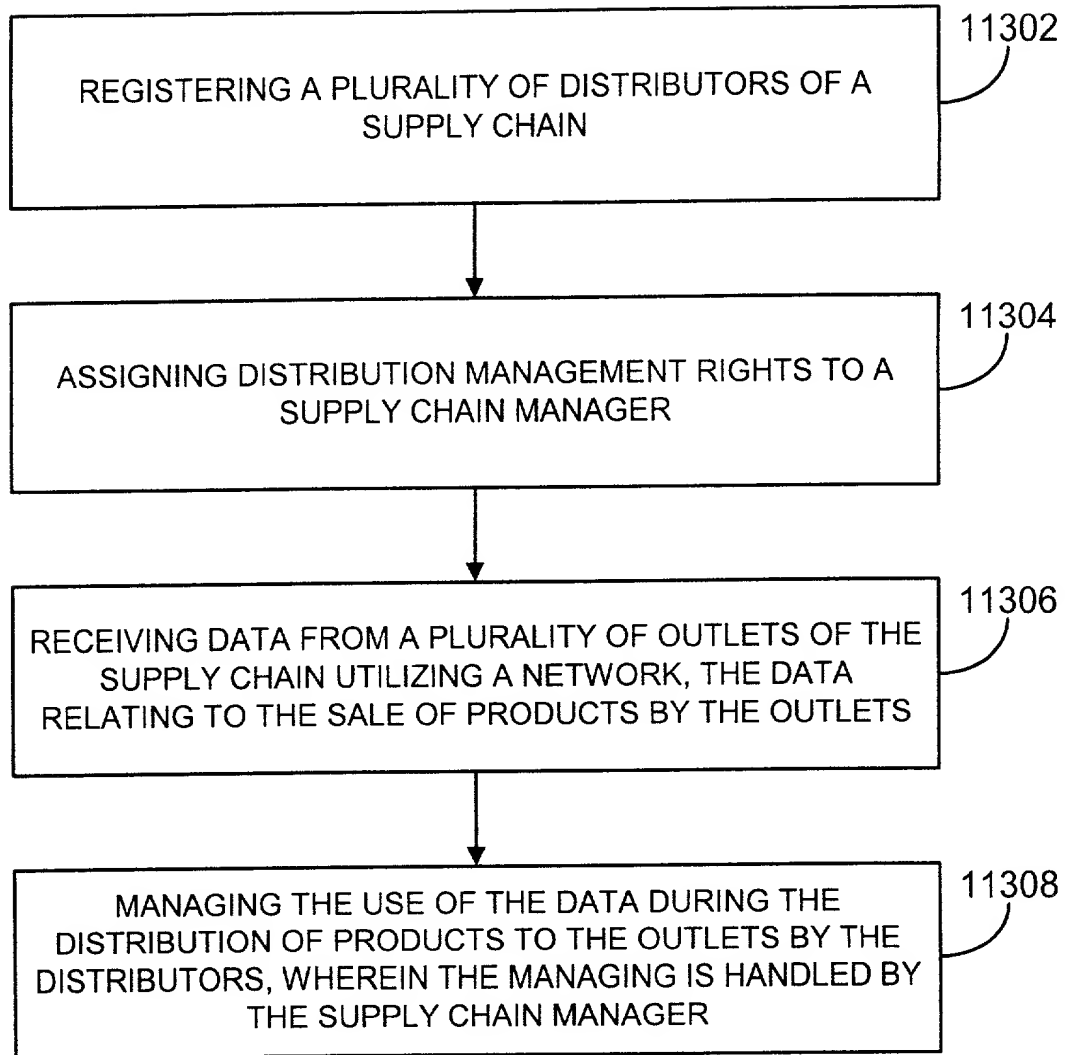 11302
REGISTERING A PLURALITY OF DISTRIBUTORS OF A
SUPPLY CHAIN
11304
ASSIGNING DISTRIBUTION MANAGEMENT RIGHTS TO A
SUPPLY CHAIN MANAGER
11306
RECEIVING DATA FROM A PLURALITY OF OUTLETS OF THE
SUPPLY CHAIN UTILIZING A NETWORK, THE DATA
RELATING TO THE SALE OF PRODUCTS BY THE OUTLETS
11308
MANAGING THE USE OF THE DATA DURING THE
DISTRIBUTION OF PRODUCTS TO THE OUTLETS BY THE
DISTRIBUTORS, WHEREIN THE MANAGING IS HANDLED BY
THE SUPPLY CHAIN MANAGER